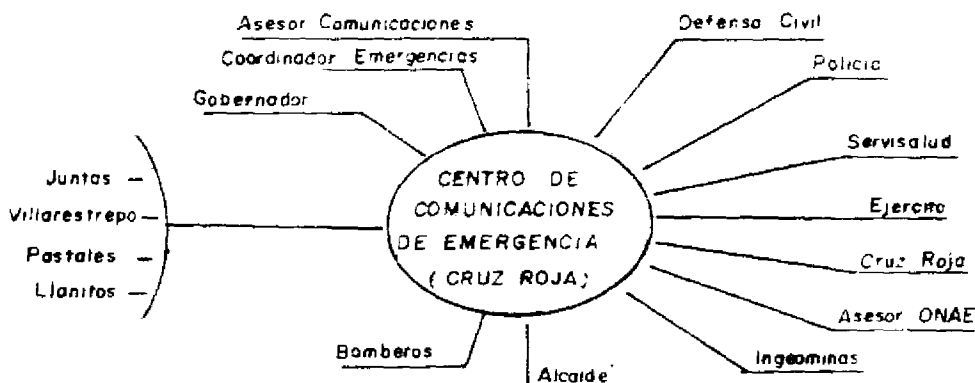 Asesor Comunicaciones
Coordinador Emergencias
Gobernador
Defensa Civil
Policia
Servisalud
Ejercito
Cruz Roja
Asesor ONAE
Ingeominas
Juntas
Villarestrepo
Pastales
Llanitos
CENTRO DE
COMUNICACIONES
DE EMERGENCIA
(CRUZ ROJA)
Bomberos
Alcalde